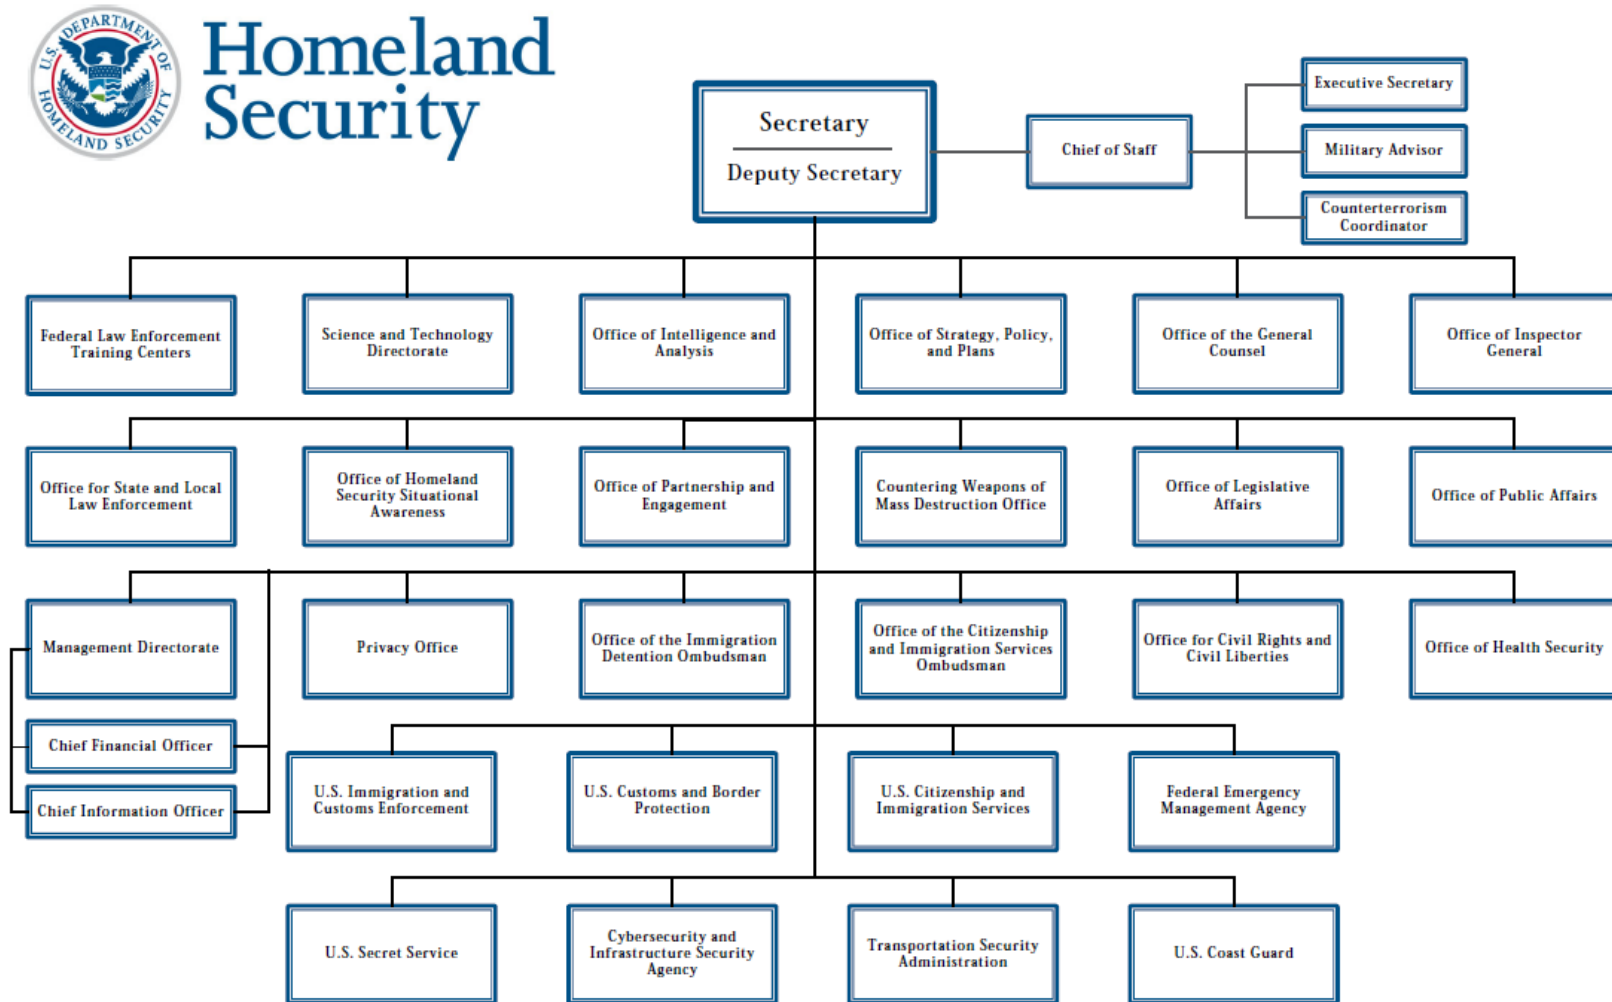 U.S. DEPARTMENT OF
HOMELAND SECURITY
Homeland
Security
Secretary
Deputy Secretary
Chief of Staff
Executive Secretary
Military Advisor
Counterterrorism
Coordinator
Federal Law Enforcement
Training Centers
Science and Technology
Directorate
Office of Intelligence and
Analysis
Office of Strategy, Policy,
and Plans
Office of the General
Counsel
Office of Inspector
General
Office for State and Local
Law Enforcement
Office of Homeland
Security Situational
Awareness
Office of Partnership and
Engagement
Countering Weapons of
Mass Destruction Office
Office of Legislative
Affairs
Office of Public Affairs
Management Directorate
Privacy Office
Office of the Immigration
Detention Ombudsman
Office of the Citizenship
and Immigration Services
Ombudsman
Office for Civil Rights and
Civil Liberties
Office of Health Security
Chief Financial Officer
Chief Information Officer
U.S. Immigration and
Customs Enforcement
U.S. Customs and Border
Protection
U.S. Citizenship and
Immigration Services
Federal Emergency
Management Agency
U.S. Secret Service
Cybersecurity and
Infrastructure Security
Agency
Transportation Security
Administration
U.S. Coast Guard